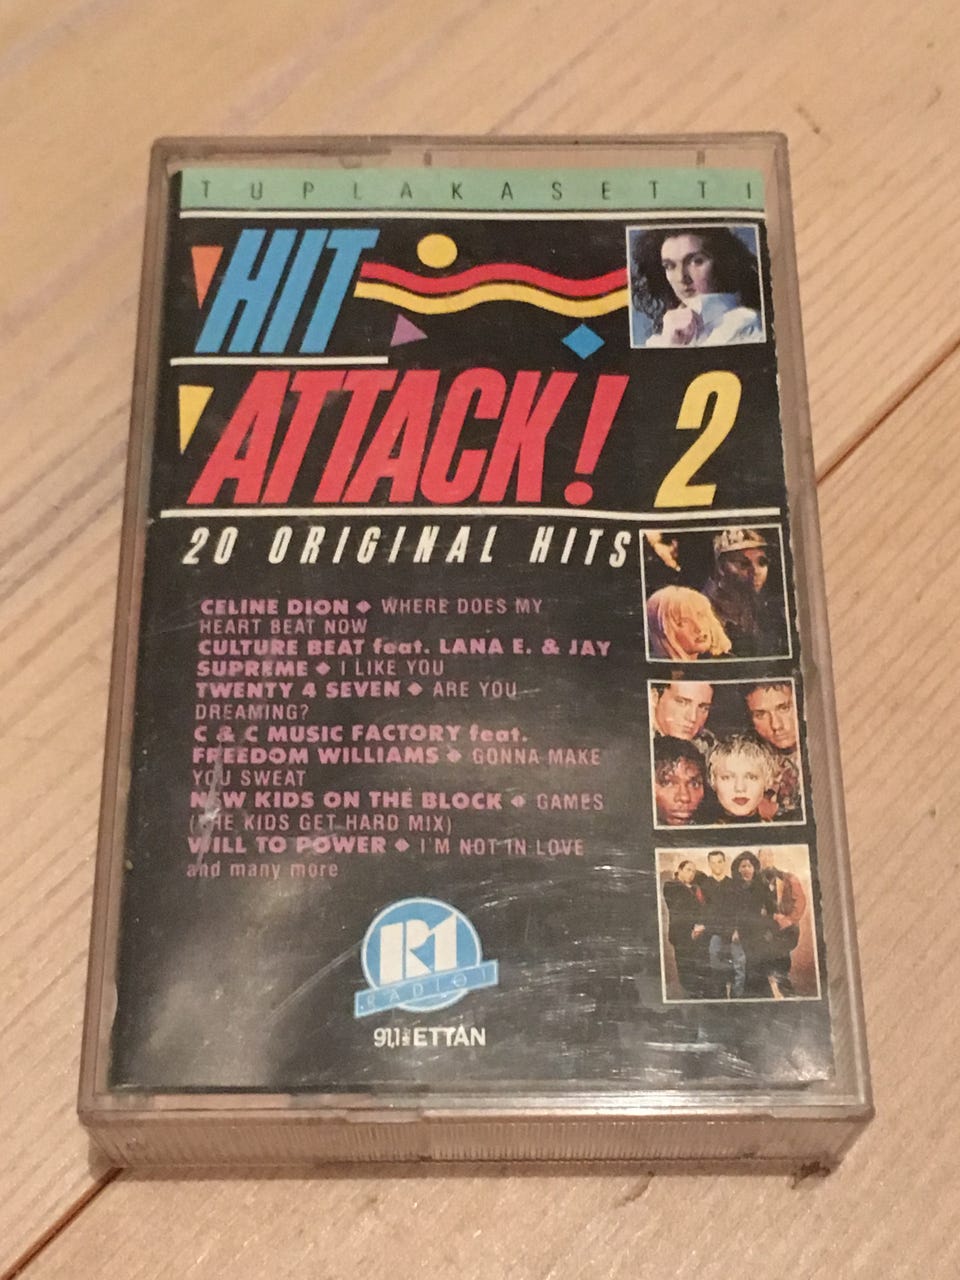 TUPLAKASETTI
HIT
ATTACK! 2
20 ORIGINAL HITS
CELINE DION ◆ WHERE DOES MY
HEART BEAT NOW
CULTURE BEAT feat. LANA E. & JAY
SUPREME ◆ I LIKE YOU
TWENTY 4 SEVEN ◆ ARE YOU
DREAMING?
C & C MUSIC FACTORY feat.
FREEDOM WILLIAMS ◆ GONNA MAKE
YOU SWEAT
NEW KIDS ON THE BLOCK ◆ GAMES
(THE KIDS GET HARD MIX)
WILL TO POWER ◆ I'M NOT IN LOVE
and many more
R1
RADIO 1
91,1 ETTAN